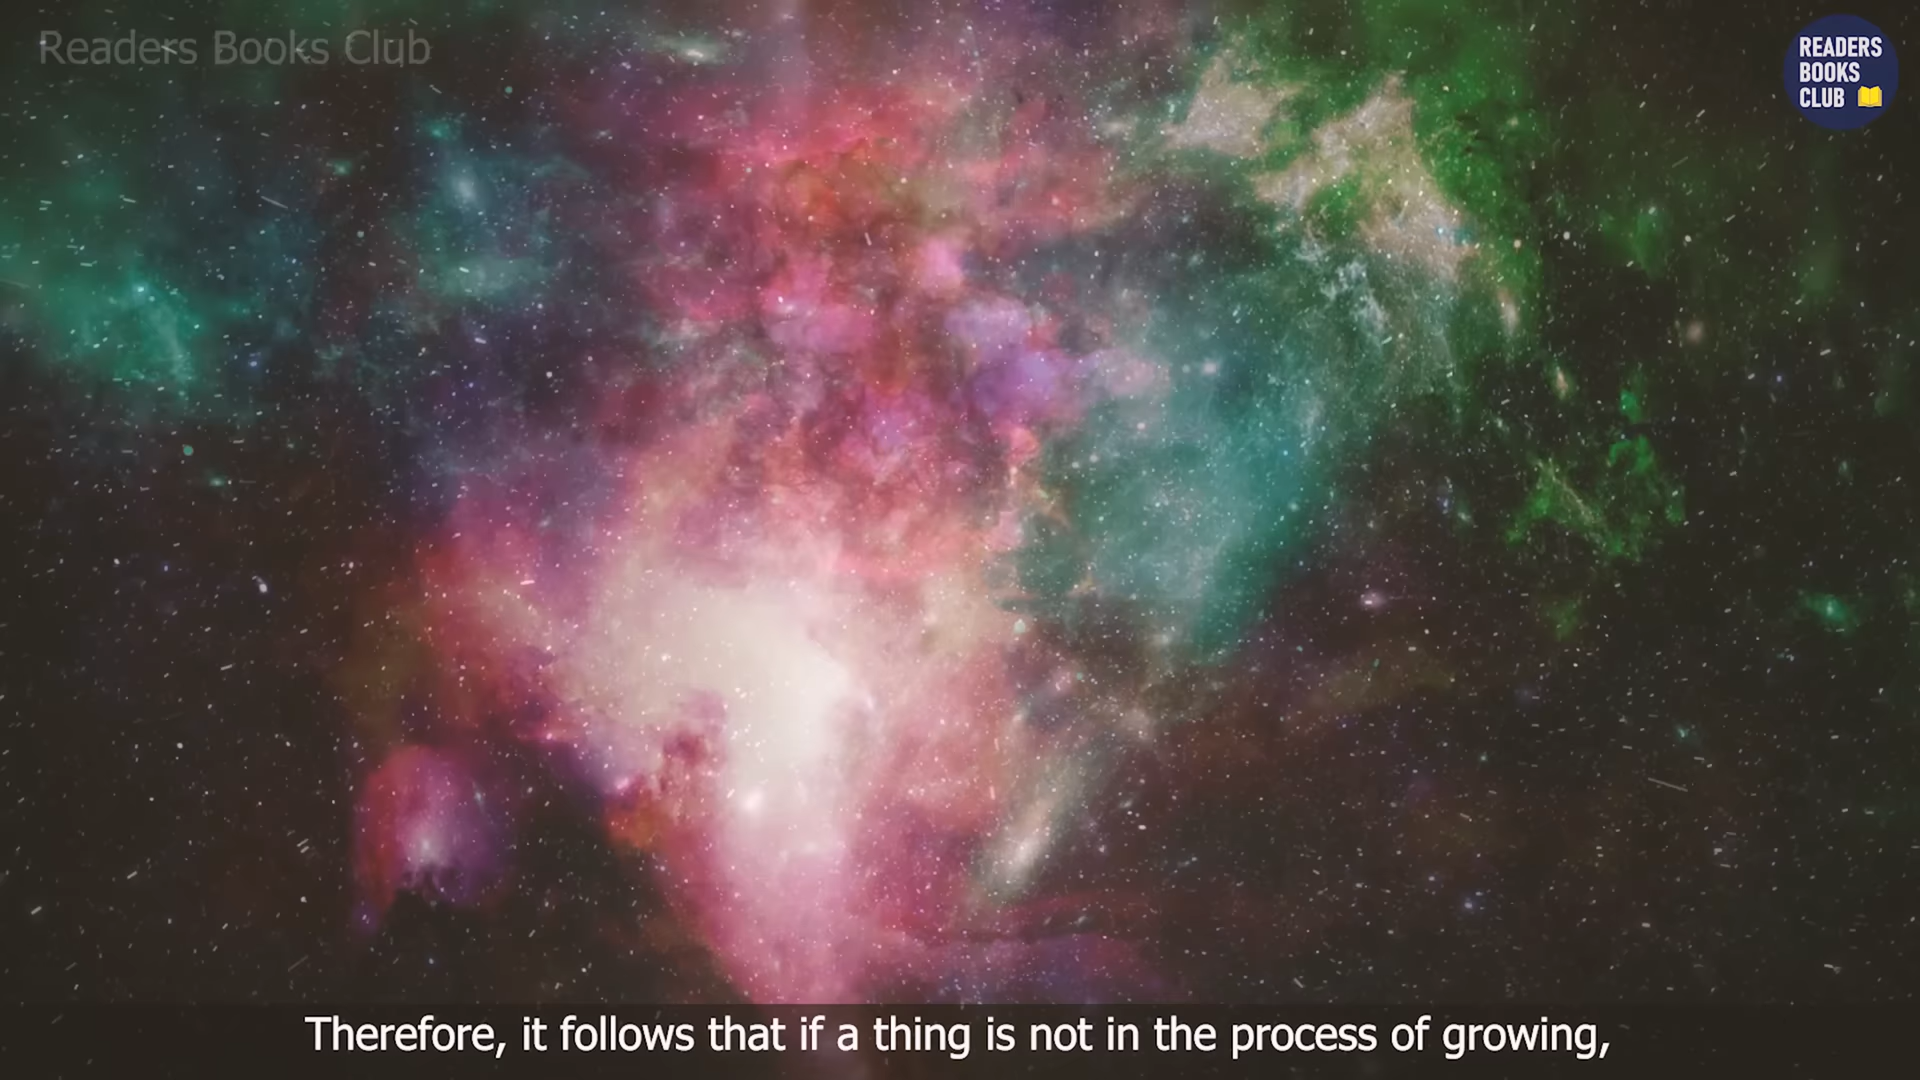 Readers Books Club
READERS
BOOKS
CLUB
Therefore, it follows that if a thing is not in the process of growing,